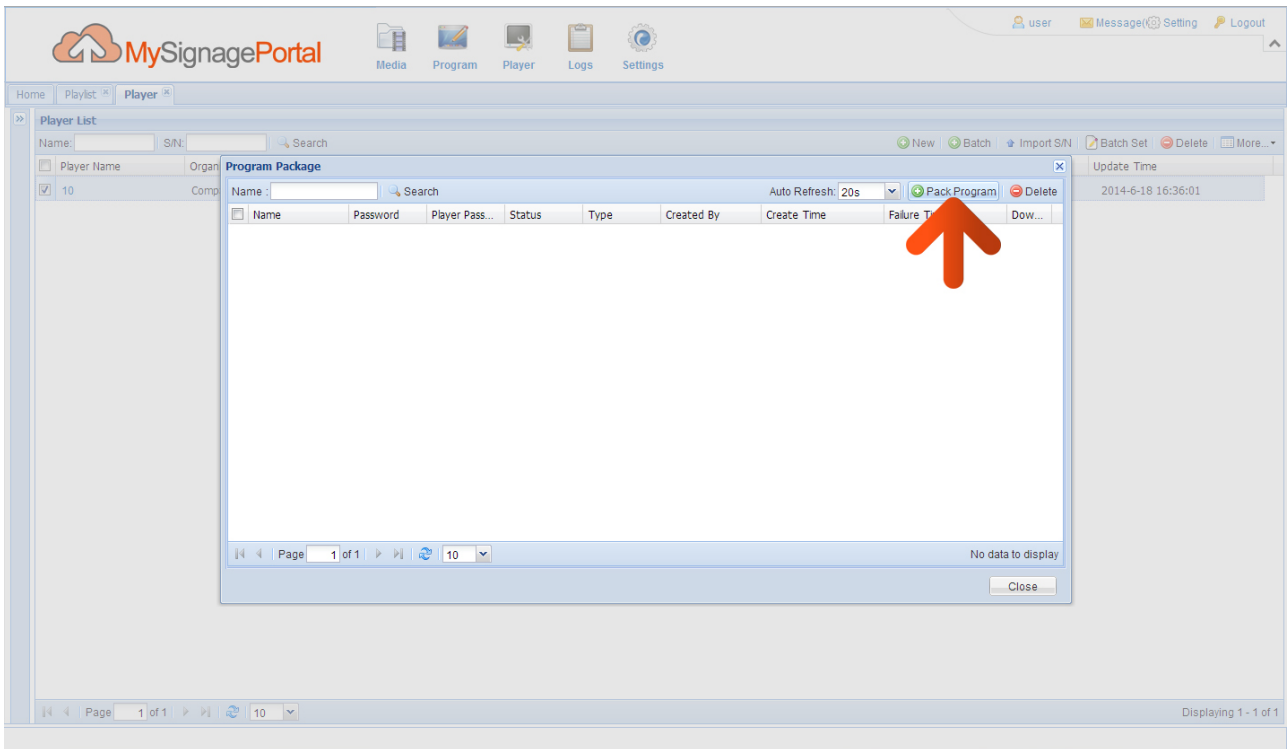 user Message( Setting Logout
MySignagePortal
Media Program Player Logs Settings
Home Playlist Player
Player List
Name: S/N: Search New Batch Import S/N Batch Set Delete More...
Player Name Organ Update Time
10 Comp 2014-6-18 16:36:01
Program Package
Name : Search Auto Refresh: 20s Pack Program Delete
Name Password Player Pass... Status Type Created By Create Time Failure Dow...
Page 1 of 1 10 No data to display
Close
Page 1 of 1 10 Displaying 1 - 1 of 1